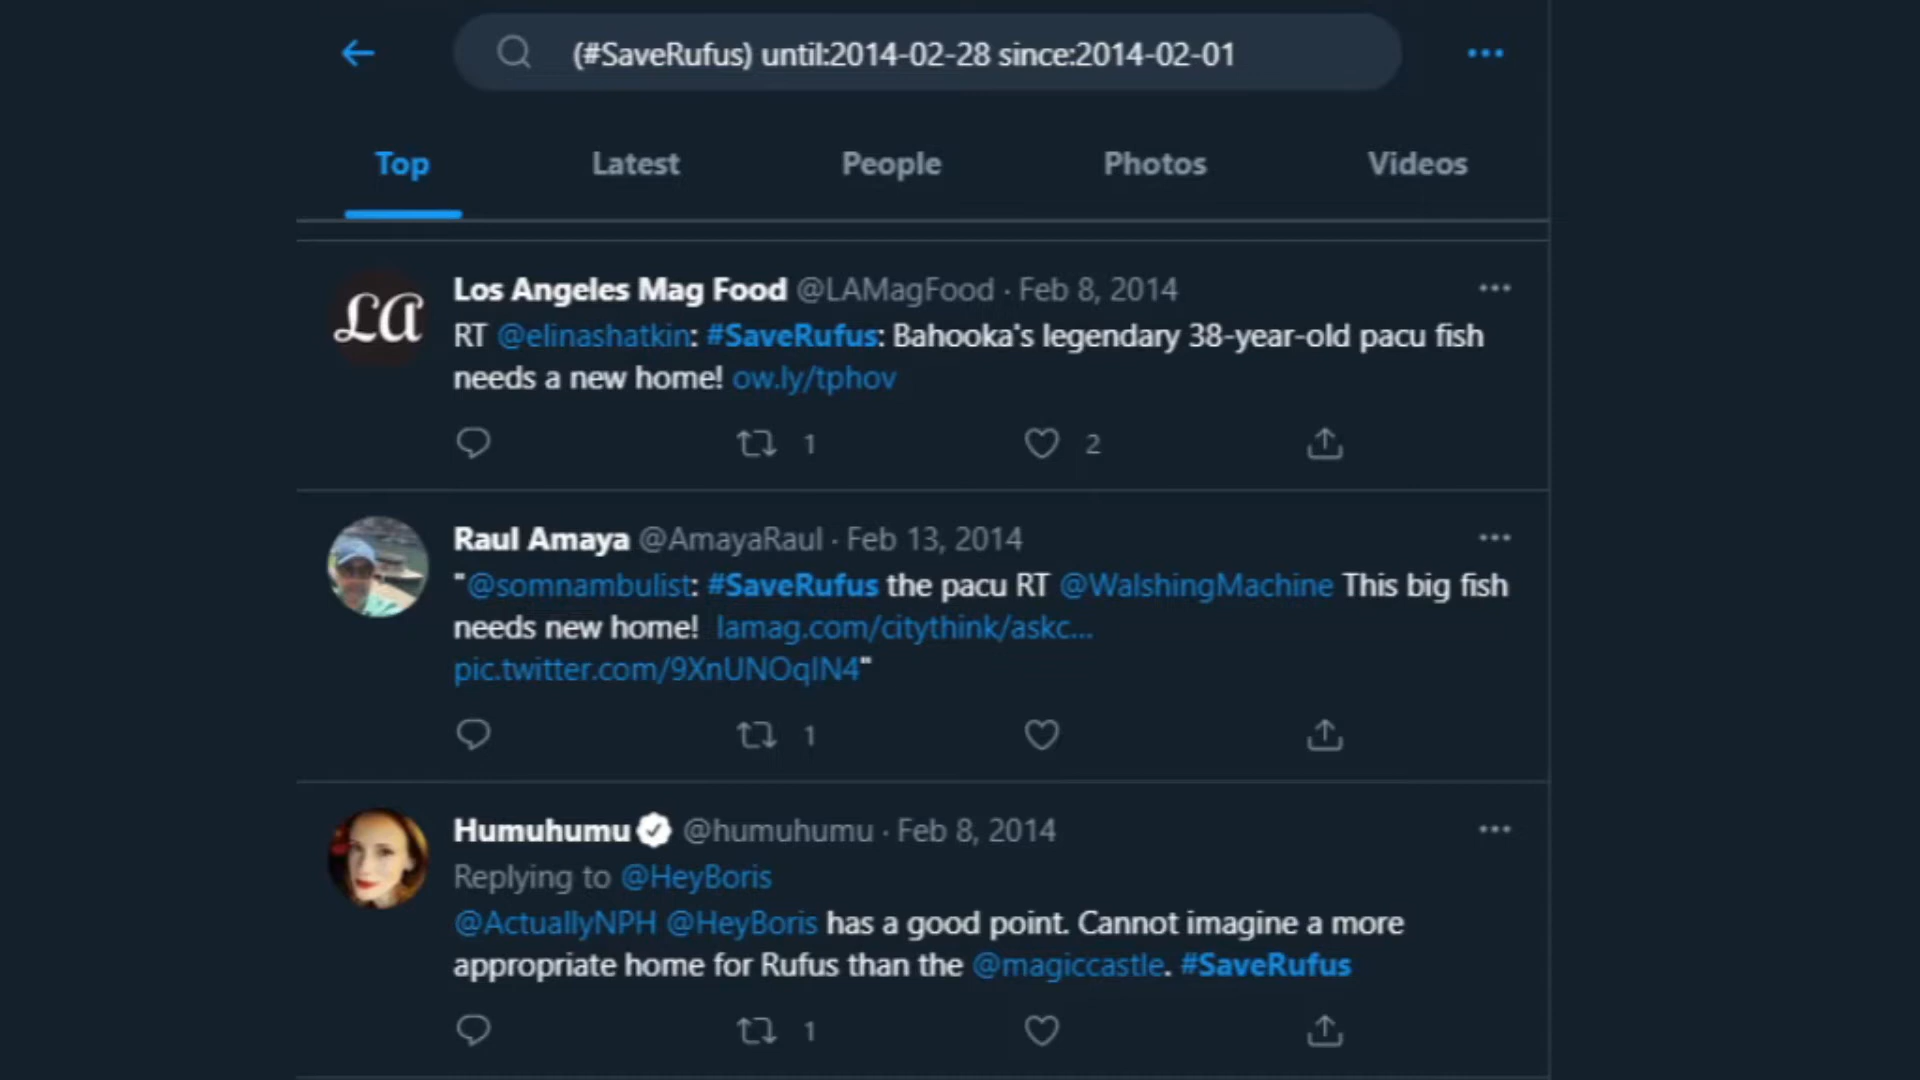 (#SaveRufus) until:2014-02-28 since:2014-02-01
Top Latest People Photos Videos
LA
Los Angeles Mag Food @LAMagFood · Feb 8, 2014
RT @elinashatkin: #SaveRufus: Bahooka's legendary 38-year-old pacu fish
needs a new home! ow.ly/tphov
1 2
Raul Amaya @AmayaRaul · Feb 13, 2014
"@somnambulist: #SaveRufus the pacu RT @WalshingMachine This big fish
needs new home! lamag.com/citythink/askc...
pic.twitter.com/9XnUNOqIN4"
1
Humuhumu @humuhumu · Feb 8, 2014
Replying to @HeyBoris
@ActuallyNPH @HeyBoris has a good point. Cannot imagine a more
appropriate home for Rufus than the @magiccastle. #SaveRufus
1